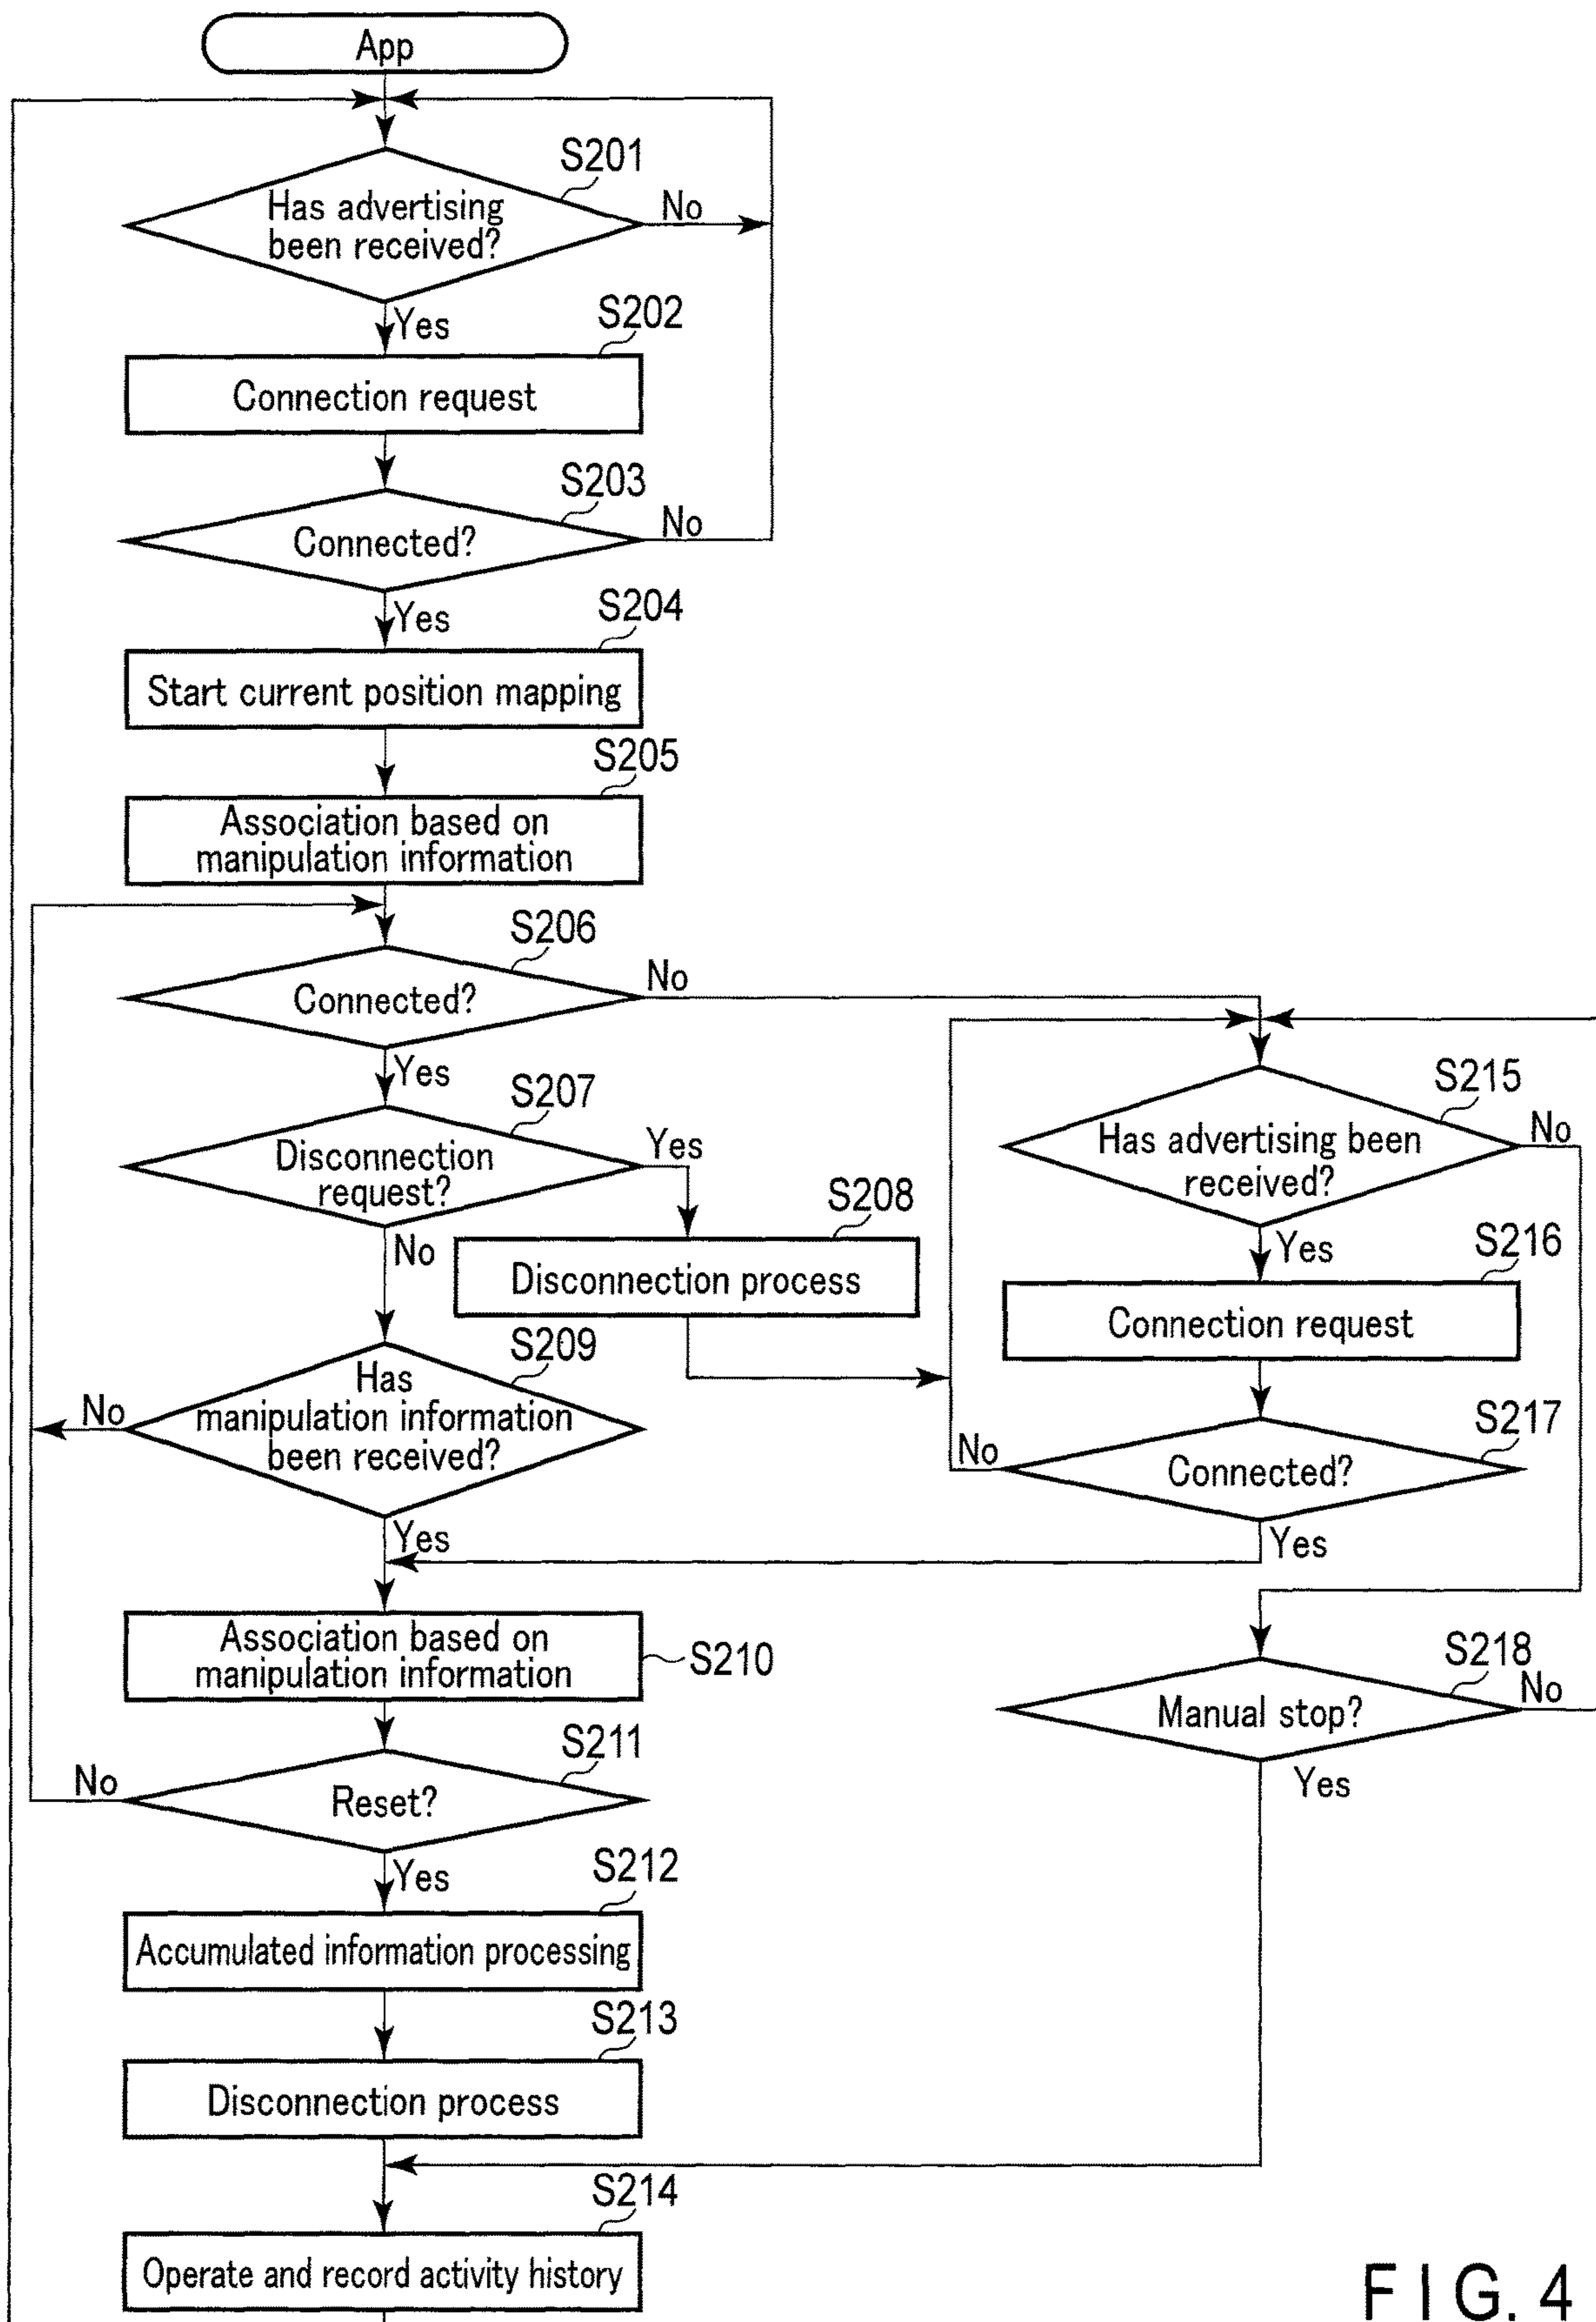 App
S201
Has advertising
been received?
No
Yes
S202
Connection request
S203
Connected?
No
Yes
S204
Start current position mapping
S205
Association based on
manipulation information
S206
Connected?
No
Yes
S207
Disconnection
request?
Yes
No
S208
Disconnection process
S209
Has
manipulation information
been received?
No
Yes
S215
Has advertising been
received?
No
Yes
S216
Connection request
S217
Connected?
No
Yes
S210
Association based on
manipulation information
S211
Reset?
No
Yes
S218
Manual stop?
No
Yes
S212
Accumulated information processing
S213
Disconnection process
S214
Operate and record activity history
FIG. 4